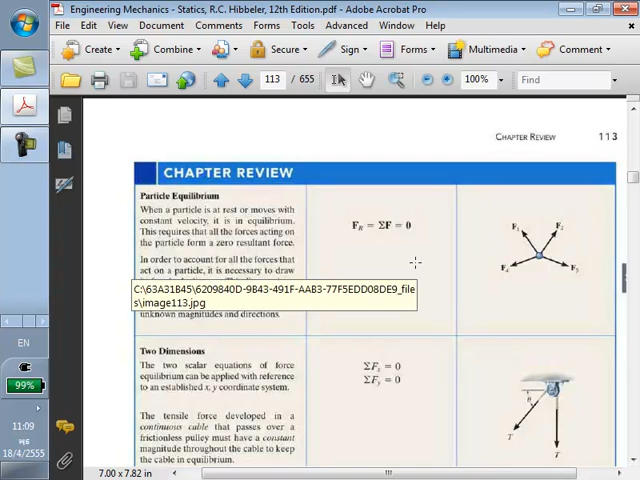 Engineering Mechanics - Statics, R.C. Hibbeler, 12th Edition.pdf - Adobe Acrobat Pro
File Edit View Document Comments Forms Tools Advanced Window Help
Create Combine Secure Sign Forms Multimedia Comment
113 / 655 100% Find
CHAPTER REVIEW 113
CHAPTER REVIEW
Particle Equilibrium
When a particle is at rest or moves with
constant velocity, it is in equilibrium.
This requires that all the forces acting on
the particle form a zero resultant force.
In order to account for all the forces that
act on a particle, it is necessary to draw
C:\63A31B45\6209840D-9B43-491F-AAB3-77F5EDD08DE9_file
s\image113.jpg
unknown magnitudes and directions.
F_R = ΣF = 0
F₁ F₂
F₄ F₃
Two Dimensions
The two scalar equations of force
equilibrium can be applied with reference
to an established x, y coordinate system.
ΣFₓ = 0
ΣF_y = 0
The tensile force developed in a
continuous cable that passes over a
frictionless pulley must have a constant
magnitude throughout the cable to keep
the cable in equilibrium.
θ
T
T
7.00 x 7.82 in
EN
99%
11:09
พุธ
18/4/2555